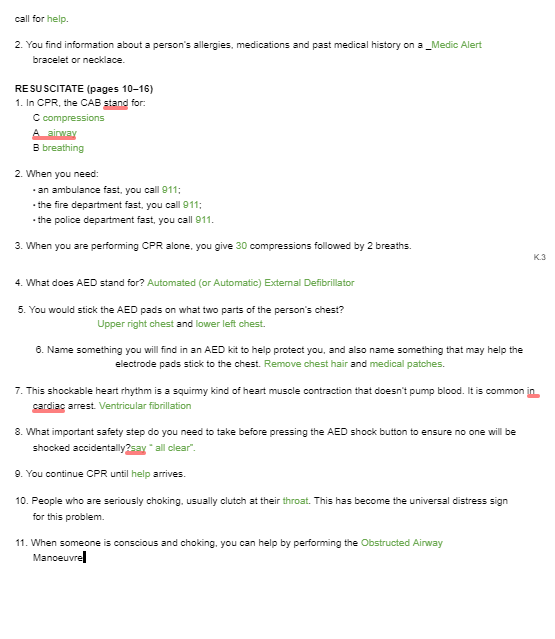 call for help.
2. You find information about a person's allergies, medications and past medical history on a _Medic Alert
bracelet or necklace.
RESUSCITATE (pages 10–16)
1. In CPR, the CAB stand for:
C compressions
A airway
B breathing
2. When you need:
• an ambulance fast, you call 911;
• the fire department fast, you call 911;
• the police department fast, you call 911.
3. When you are performing CPR alone, you give 30 compressions followed by 2 breaths.
K.3
4. What does AED stand for? Automated (or Automatic) External Defibrillator
5. You would stick the AED pads on what two parts of the person's chest?
Upper right chest and lower left chest.
6. Name something you will find in an AED kit to help protect you, and also name something that may help the
electrode pads stick to the chest. Remove chest hair and medical patches.
7. This shockable heart rhythm is a squirmy kind of heart muscle contraction that doesn't pump blood. It is common in
cardiac arrest. Ventricular fibrillation
8. What important safety step do you need to take before pressing the AED shock button to ensure no one will be
shocked accidentally?say " all clear".
9. You continue CPR until help arrives.
10. People who are seriously choking, usually clutch at their throat. This has become the universal distress sign
for this problem.
11. When someone is conscious and choking, you can help by performing the Obstructed Airway
Manoeuvre